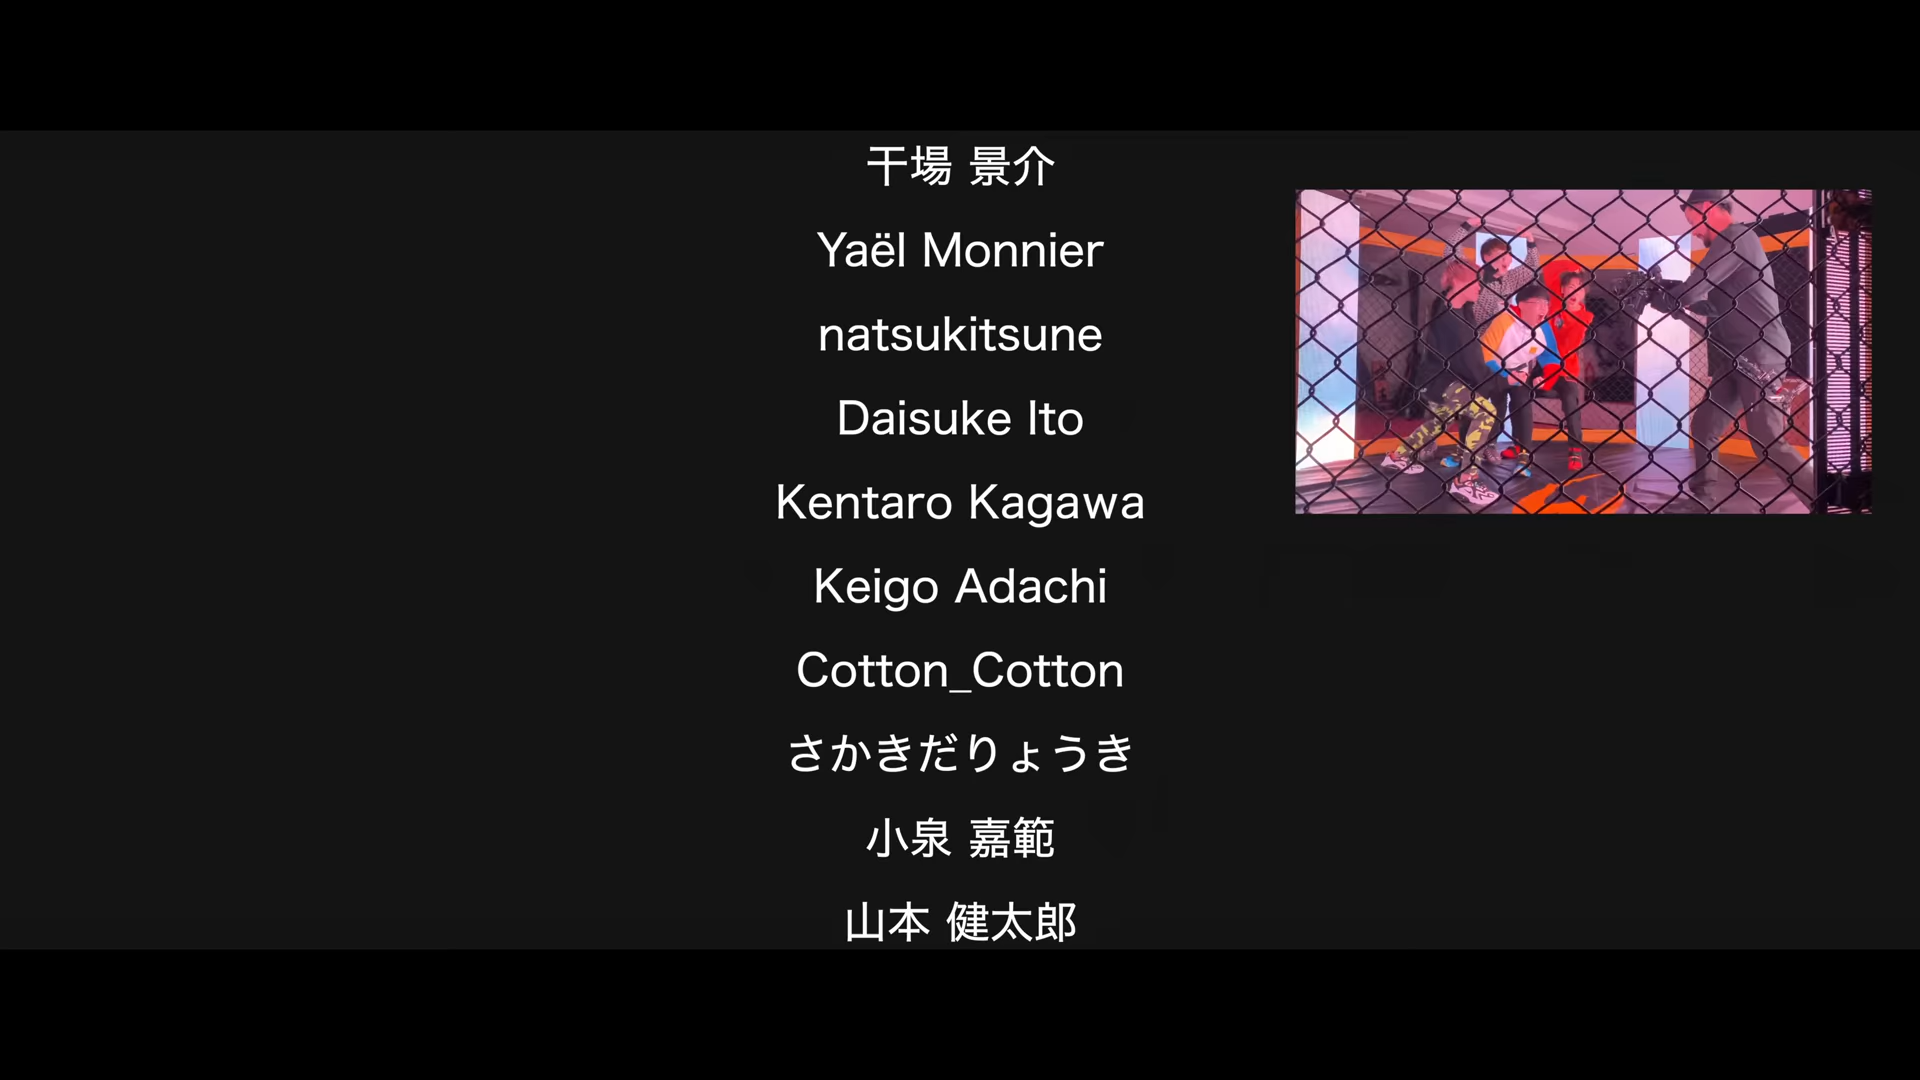 干場 景介
Yaël Monnier
natsukitsune
Daisuke Ito
Kentaro Kagawa
Keigo Adachi
Cotton_Cotton
さかきだりょうき
小泉 嘉範
山本 健太郎